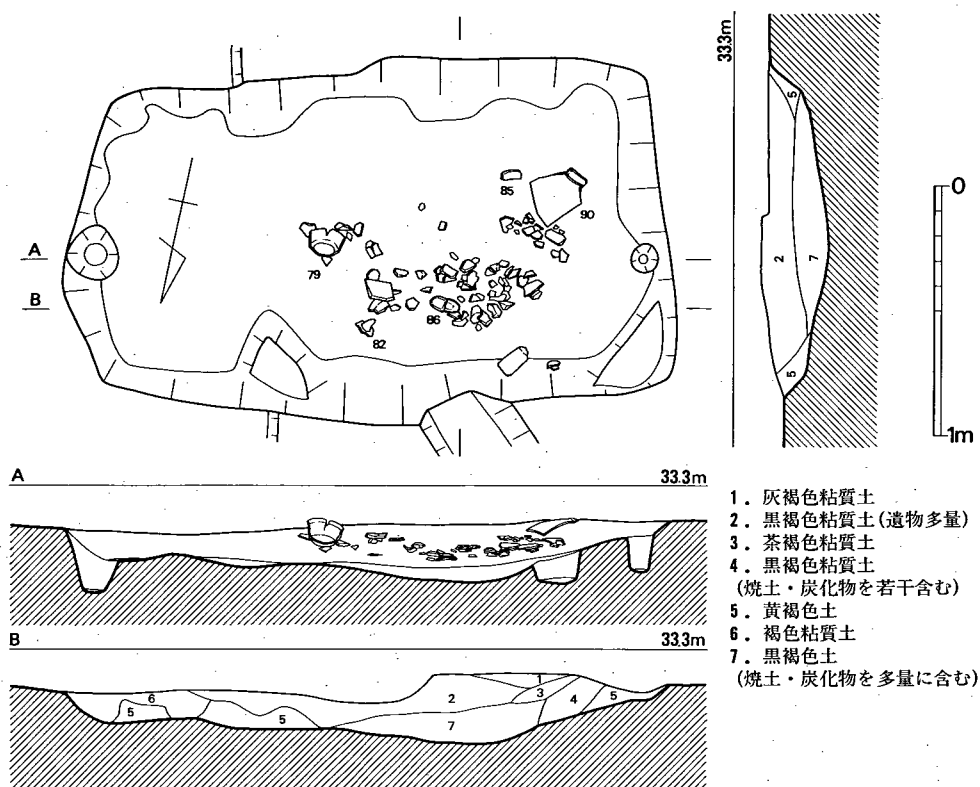 33.3m
5
2
7
5
0
1m
85
90
79
86
82
A
B
A
33.3m
B
33.3m
1
2
3
4
5
6
5
5
7
1. 灰褐色粘質土
2. 黒褐色粘質土(遺物多量)
3. 茶褐色粘質土
4. 黒褐色粘質土
(焼土・炭化物を若干含む)
5. 黄褐色土
6. 褐色粘質土
7. 黒褐色土
(焼土・炭化物を多量に含む)